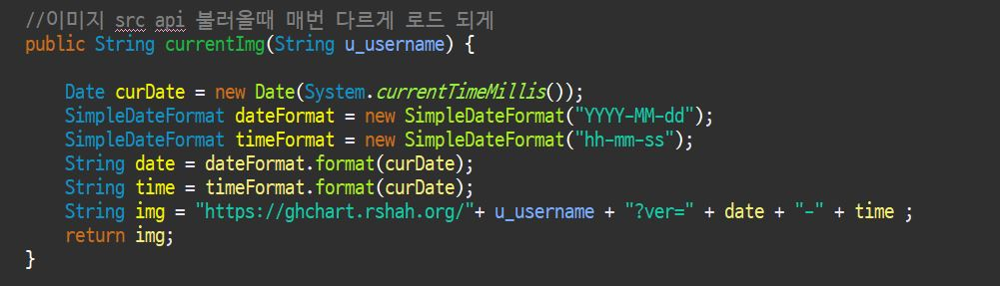 //이미지 src api 불러올때 매번 다르게 로드 되게
public String currentImg(String u_username) {
Date curDate = new Date(System.currentTimeMillis());
SimpleDateFormat dateFormat = new SimpleDateFormat("YYYY-MM-dd");
SimpleDateFormat timeFormat = new SimpleDateFormat("hh-mm-ss");
String date = dateFormat.format(curDate);
String time = timeFormat.format(curDate);
String img = "https://ghchart.rshah.org/"+ u_username + "?ver=" + date + "-" + time ;
return img;
}